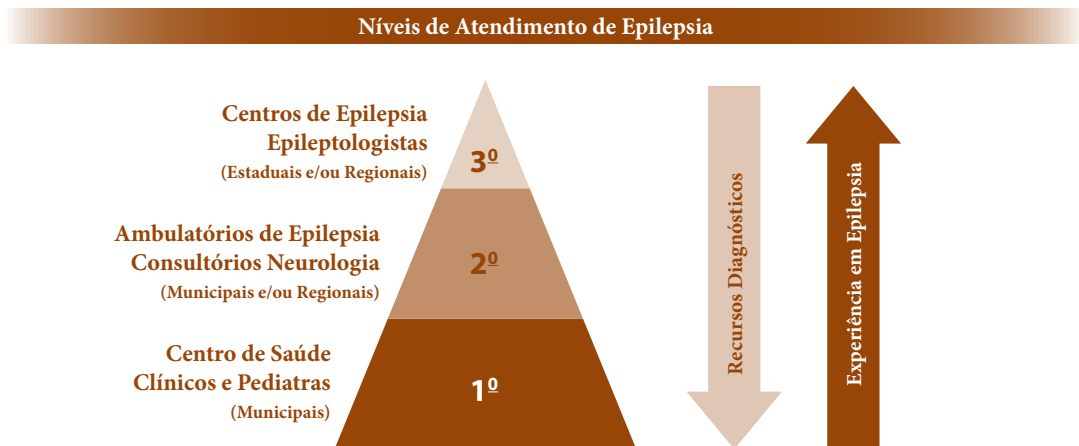 Níveis de Atendimento de Epilepsia
Centros de Epilepsia
Epileptologistas
(Estaduais e/ou Regionais)
3º
Ambulatórios de Epilepsia
Consultórios Neurologia
(Municipais e/ou Regionais)
2º
Centro de Saúde
Clínicos e Pediatras
(Municipais)
1º
Recursos Diagnósticos
Experiência em Epilepsia